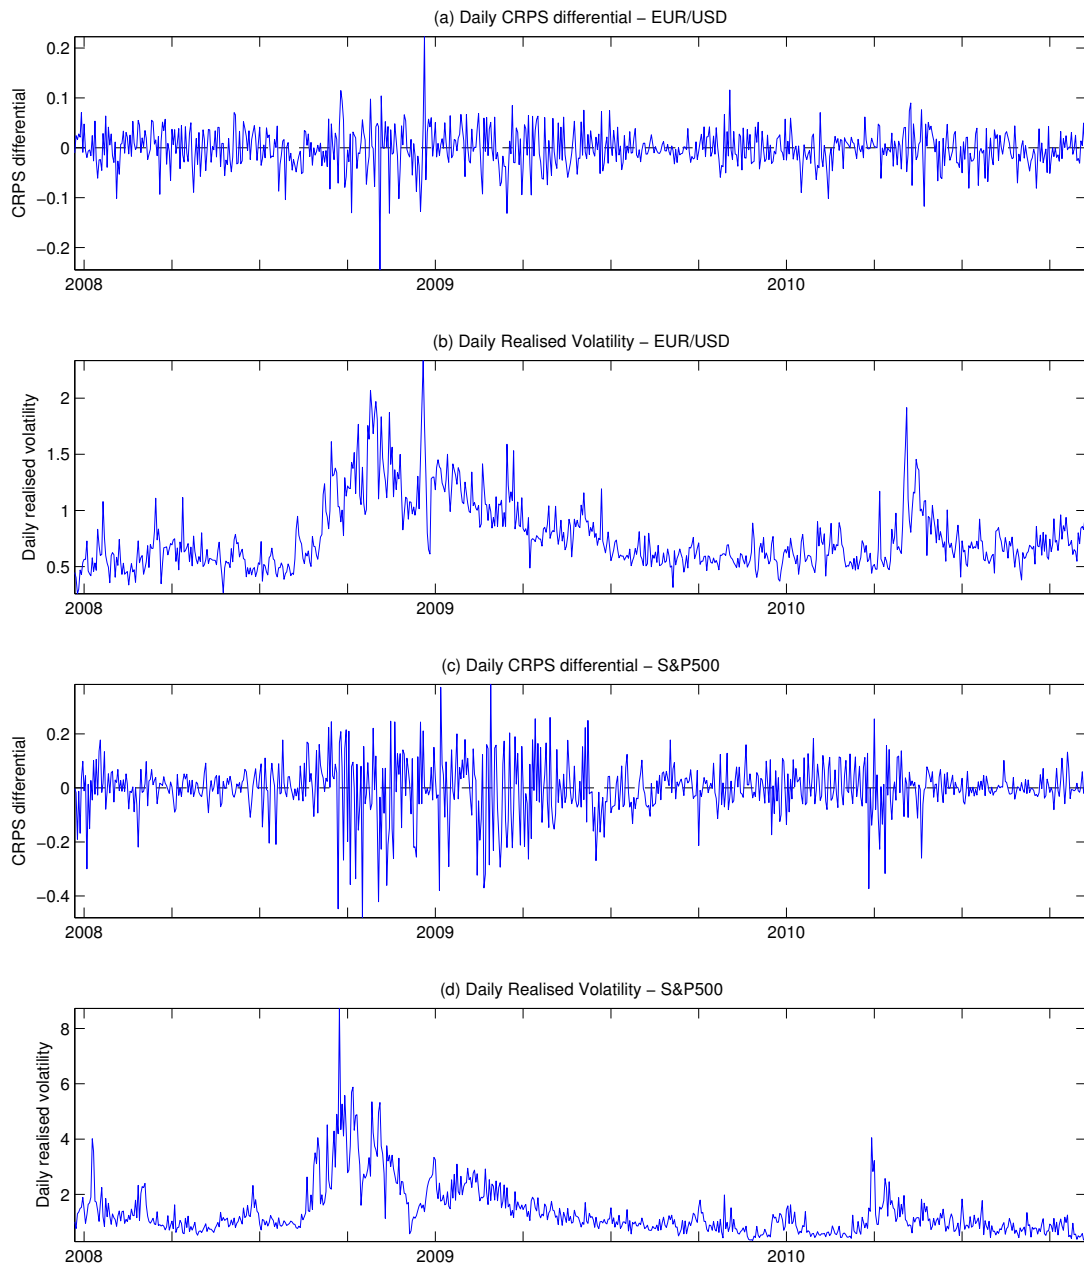 (a) Daily CRPS differential − EUR/USD
CRPS differential
0.2
0.1
0
−0.1
−0.2
2008 2009 2010
(b) Daily Realised Volatility − EUR/USD
Daily realised volatility
2
1.5
1
0.5
2008 2009 2010
(c) Daily CRPS differential − S&P500
CRPS differential
0.2
0
−0.2
−0.4
2008 2009 2010
(d) Daily Realised Volatility − S&P500
Daily realised volatility
8
6
4
2
2008 2009 2010